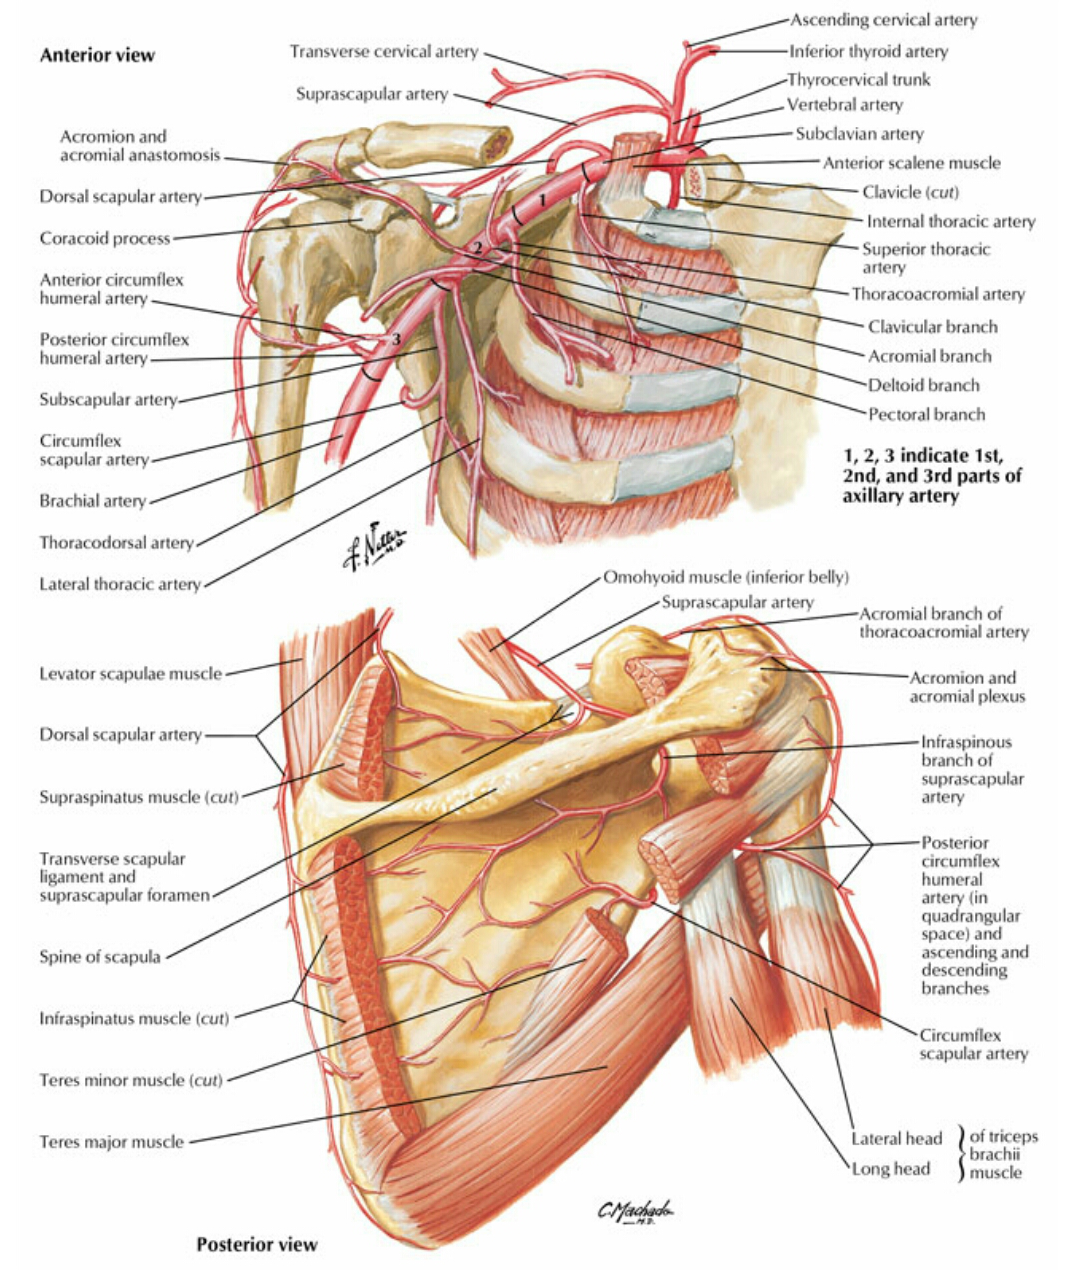 Anterior view
Transverse cervical artery
Suprascapular artery
Acromion and
acromial anastomosis
Dorsal scapular artery
Coracoid process
Anterior circumflex
humeral artery
Posterior circumflex
humeral artery
Subscapular artery
Circumflex
scapular artery
Brachial artery
Thoracodorsal artery
Lateral thoracic artery
Ascending cervical artery
Inferior thyroid artery
Thyrocervical trunk
Vertebral artery
Subclavian artery
Anterior scalene muscle
Clavicle (cut)
Internal thoracic artery
Superior thoracic
artery
Thoracoacromial artery
Clavicular branch
Acromial branch
Deltoid branch
Pectoral branch
1
2
3
1, 2, 3 indicate 1st,
2nd, and 3rd parts of
axillary artery
F. Netter
M.D.
Omohyoid muscle (inferior belly)
Suprascapular artery
Levator scapulae muscle
Dorsal scapular artery
Supraspinatus muscle (cut)
Transverse scapular
ligament and
suprascapular foramen
Spine of scapula
Infraspinatus muscle (cut)
Teres minor muscle (cut)
Teres major muscle
Acromial branch of
thoracoacromial artery
Acromion and
acromial plexus
Infraspinous
branch of
suprascapular
artery
Posterior
circumflex
humeral
artery (in
quadrangular
space) and
ascending and
descending
branches
Circumflex
scapular artery
Lateral head
Long head
of triceps
brachii
muscle
C. Machado
M.D.
Posterior view